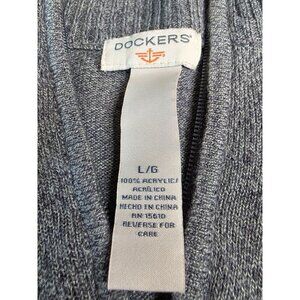 DOCKERS®
L/G
100% ACRYLIC/
ACRÍLICO
MADE IN CHINA
HECHO EN CHINA
RN 15610
REVERSE FOR
CARE